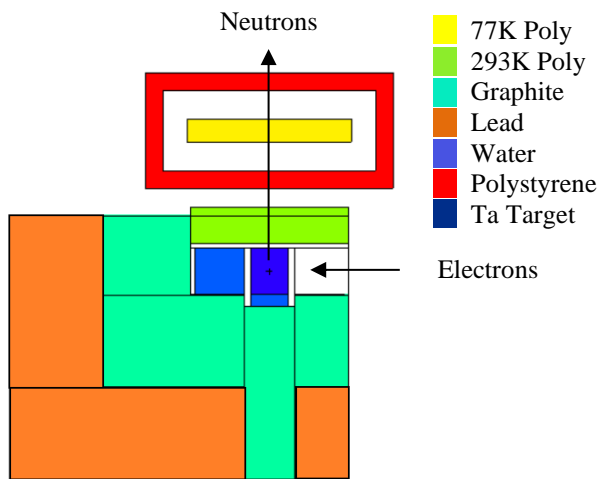 Neutrons
77K Poly
293K Poly
Graphite
Lead
Water
Polystyrene
Ta Target
Electrons